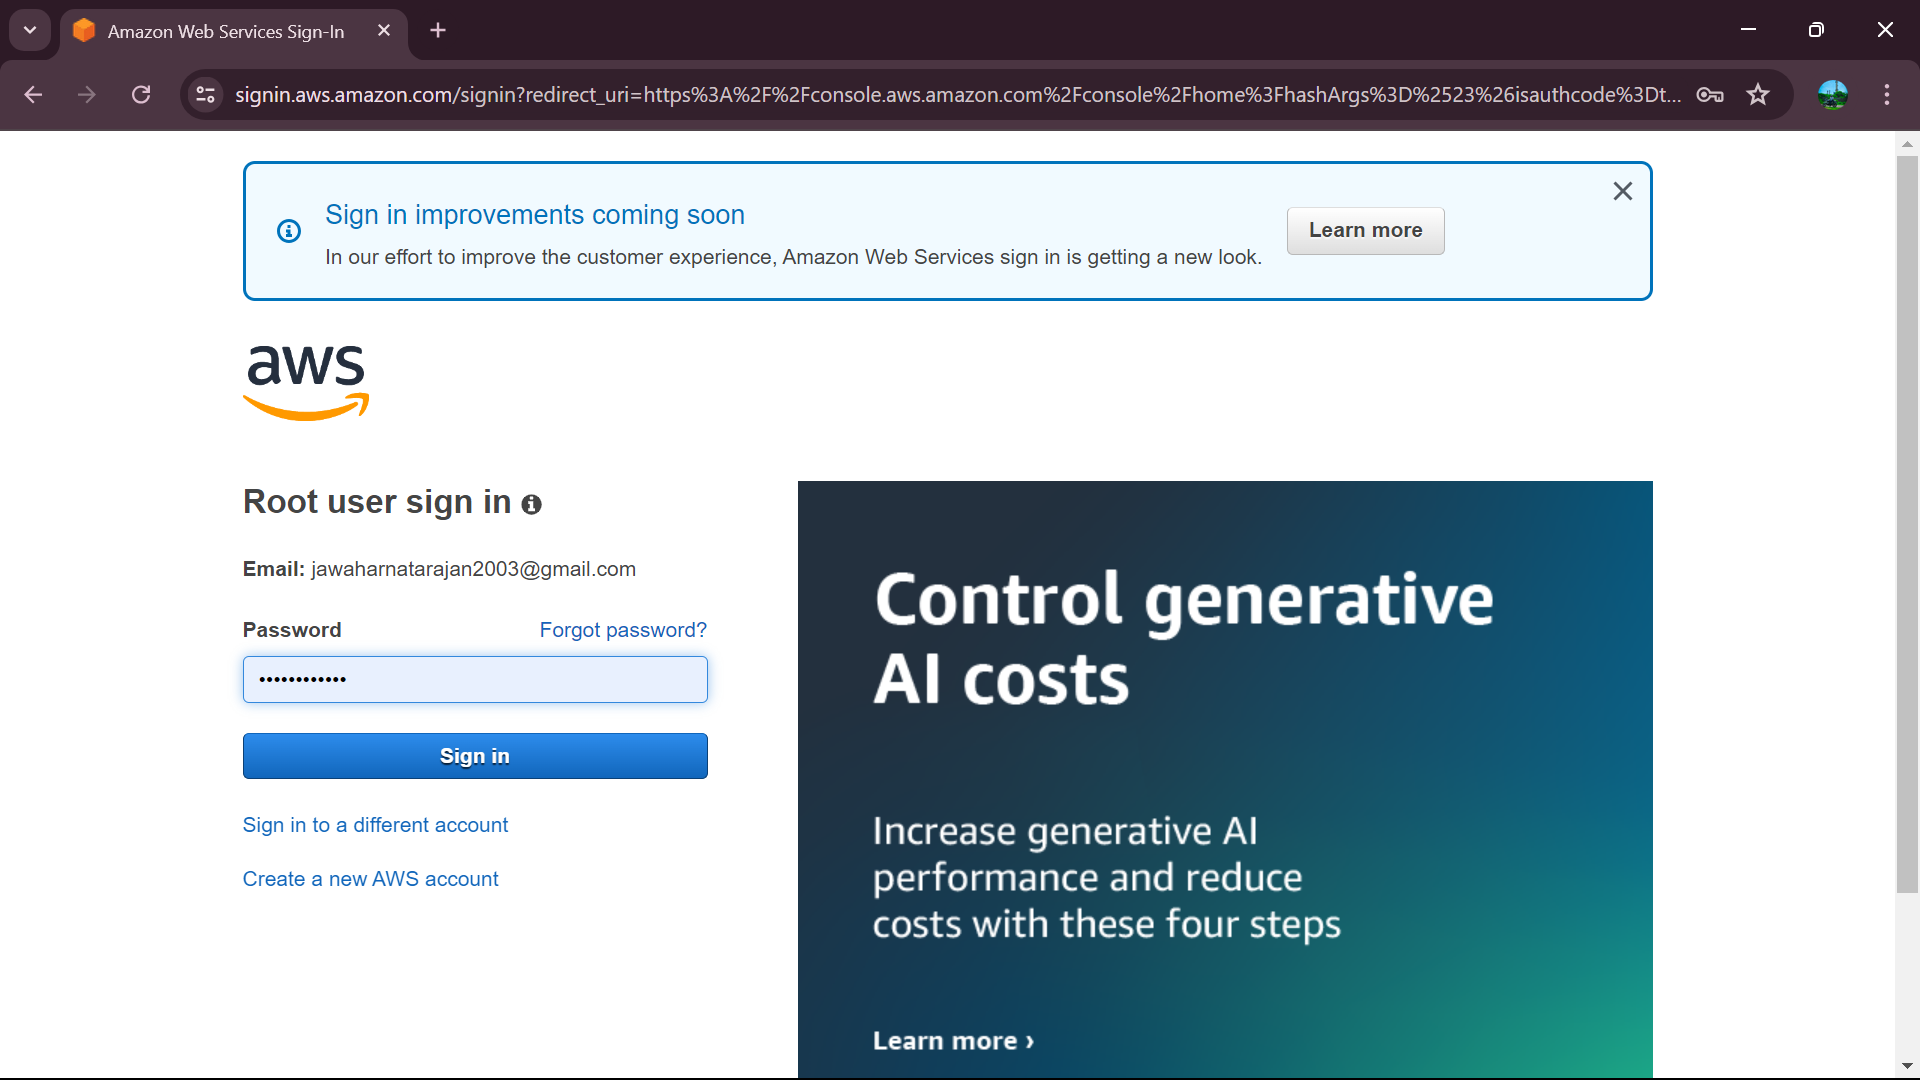 Amazon Web Services Sign-In
signin.aws.amazon.com/signin?redirect_uri=https%3A%2F%2Fconsole.aws.amazon.com%2Fconsole%2Fhome%3FhashArgs%3D%2523%26isauthcode%3Dt...
Sign in improvements coming soon
In our effort to improve the customer experience, Amazon Web Services sign in is getting a new look.
Learn more
aws
Root user sign in
Email: jawaharnatarajan2003@gmail.com
Password
Forgot password?
••••••••••••
Sign in
Sign in to a different account
Create a new AWS account
Control generative
AI costs
Increase generative AI
performance and reduce
costs with these four steps
Learn more ›